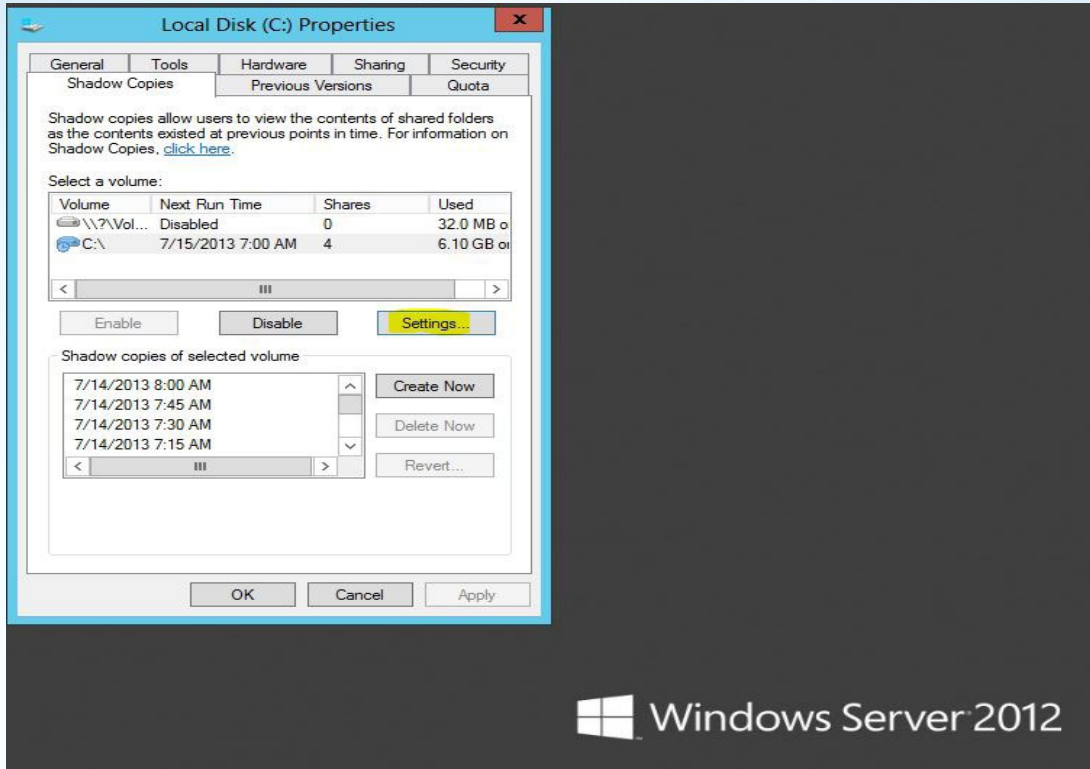 Local Disk (C:) Properties
x
General Tools Hardware Sharing Security
Shadow Copies Previous Versions Quota
Shadow copies allow users to view the contents of shared folders
as the contents existed at previous points in time. For information on
Shadow Copies, click here.
Select a volume:
Volume Next Run Time Shares Used
\\?\Vol... Disabled 0 32.0 MB o
C:\ 7/15/2013 7:00 AM 4 6.10 GB or
Enable Disable Settings...
Shadow copies of selected volume
7/14/2013 8:00 AM
7/14/2013 7:45 AM
7/14/2013 7:30 AM
7/14/2013 7:15 AM
Create Now
Delete Now
Revert...
OK Cancel Apply
Windows Server 2012